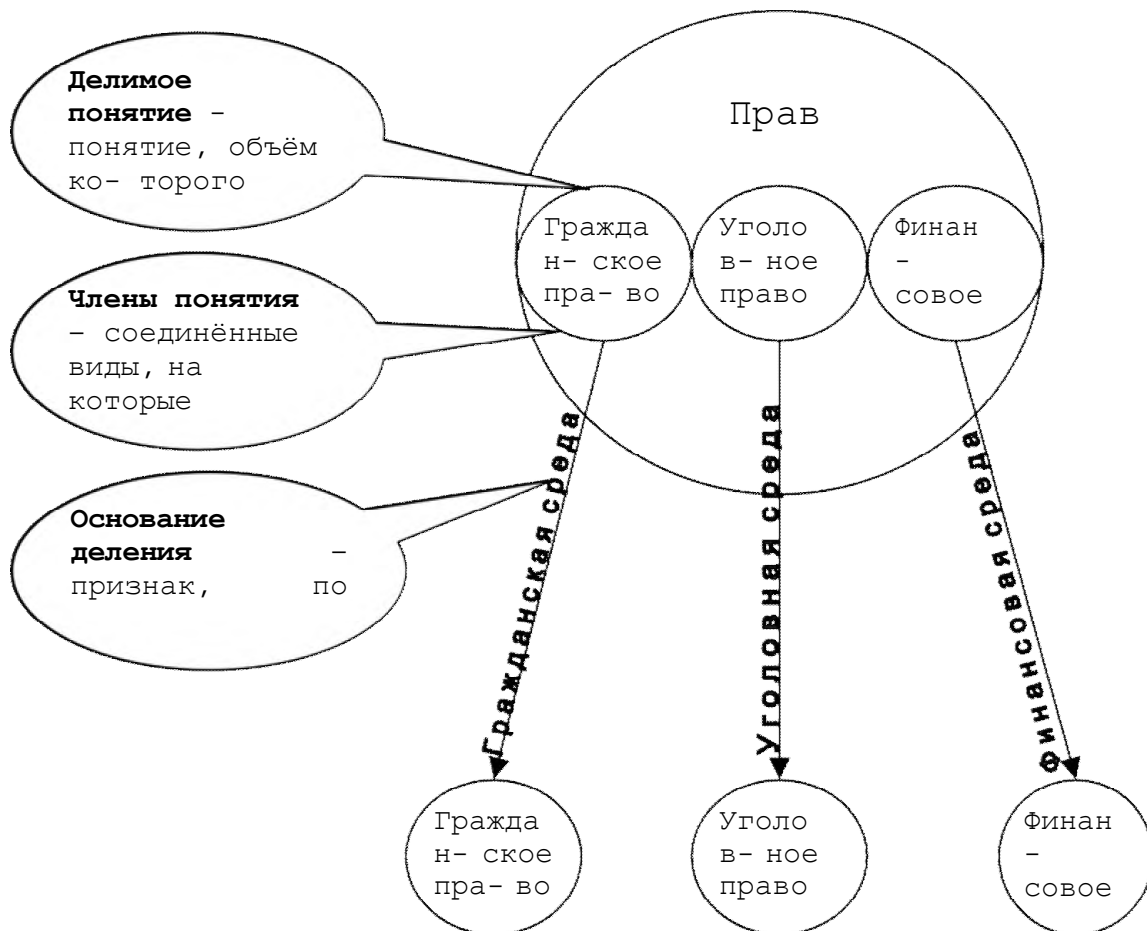 Делимое
понятие –
понятие, объём
ко- торого
Прав
Гражда
н- ское
пра- во
Уголо
в- ное
право
Финан
-
совое
Члены понятия
– соединённые
виды, на
которые
Основание
деления –
признак, по
Гражданская среда
Уголовная среда
Финансовая среда
Гражда
н- ское
пра- во
Уголо
в- ное
право
Финан
-
совое